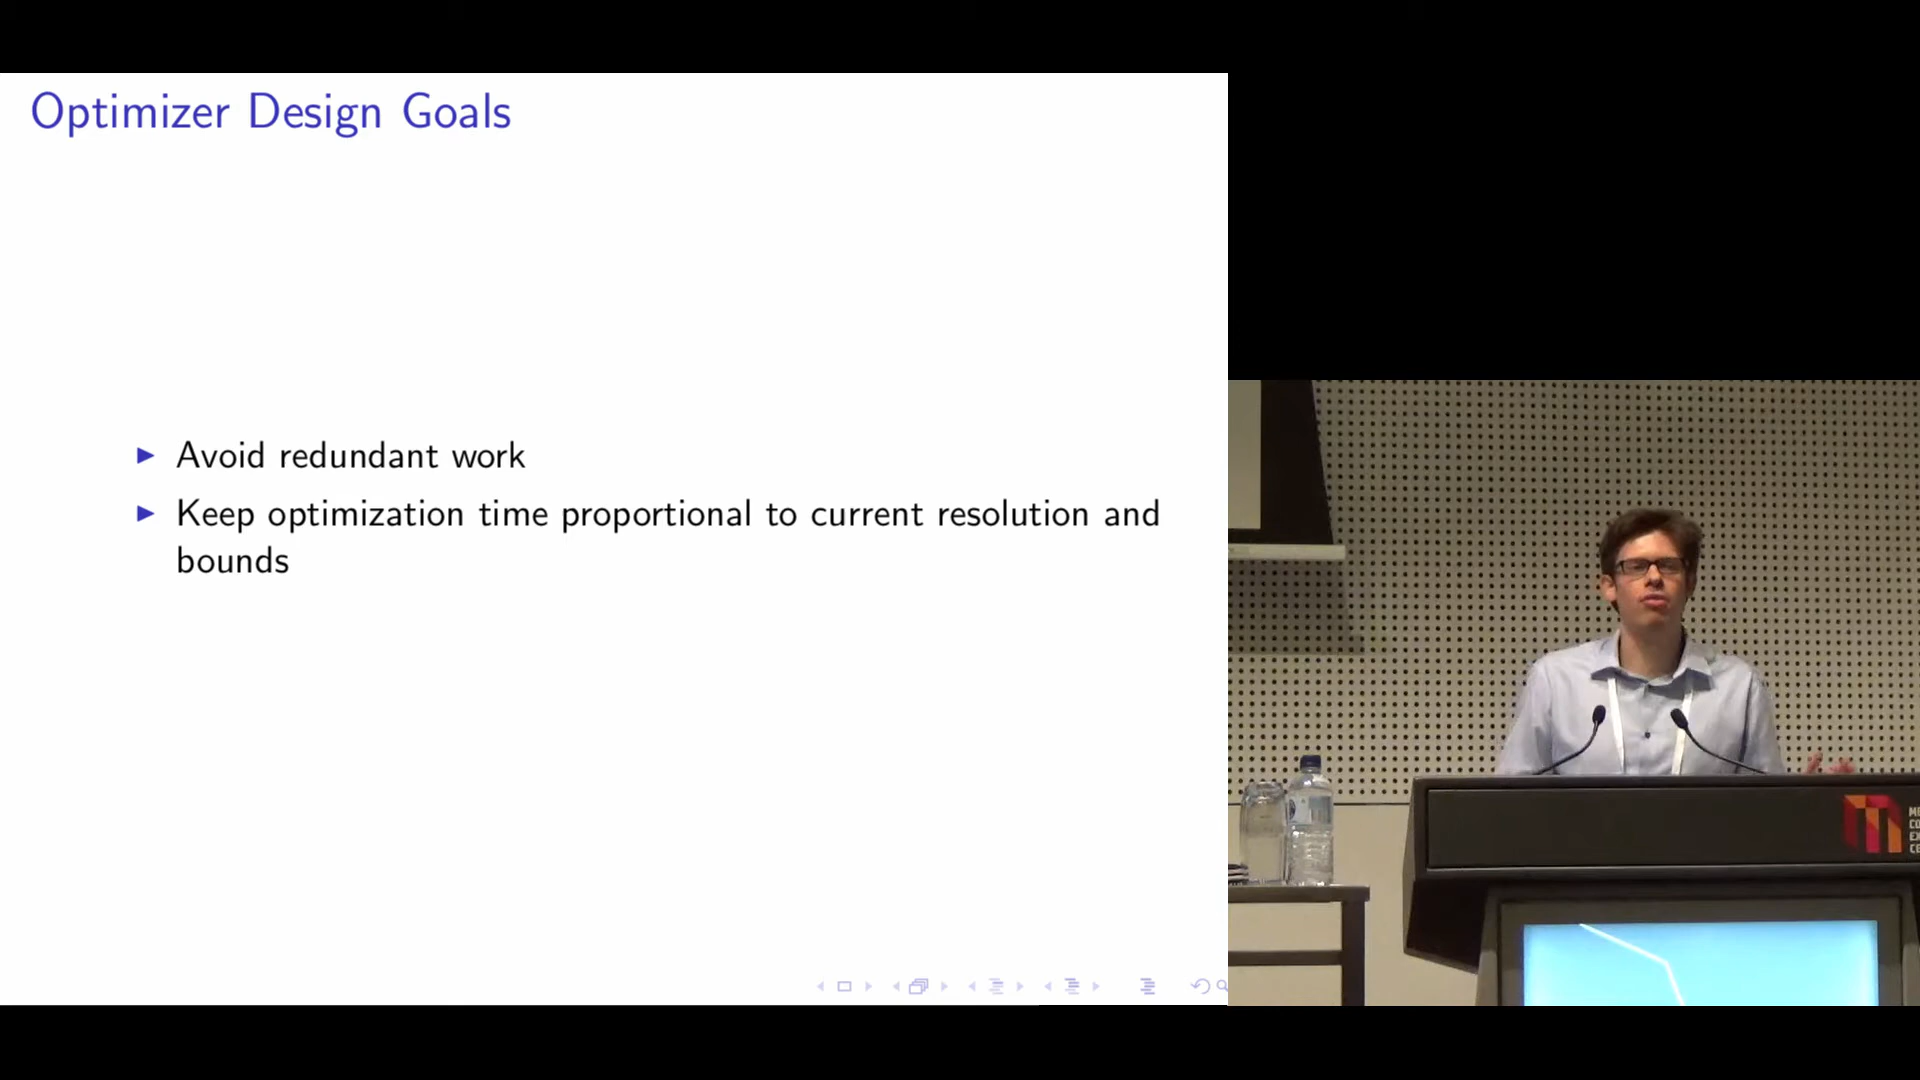 Optimizer Design Goals
▶ Avoid redundant work
▶ Keep optimization time proportional to current resolution and
bounds